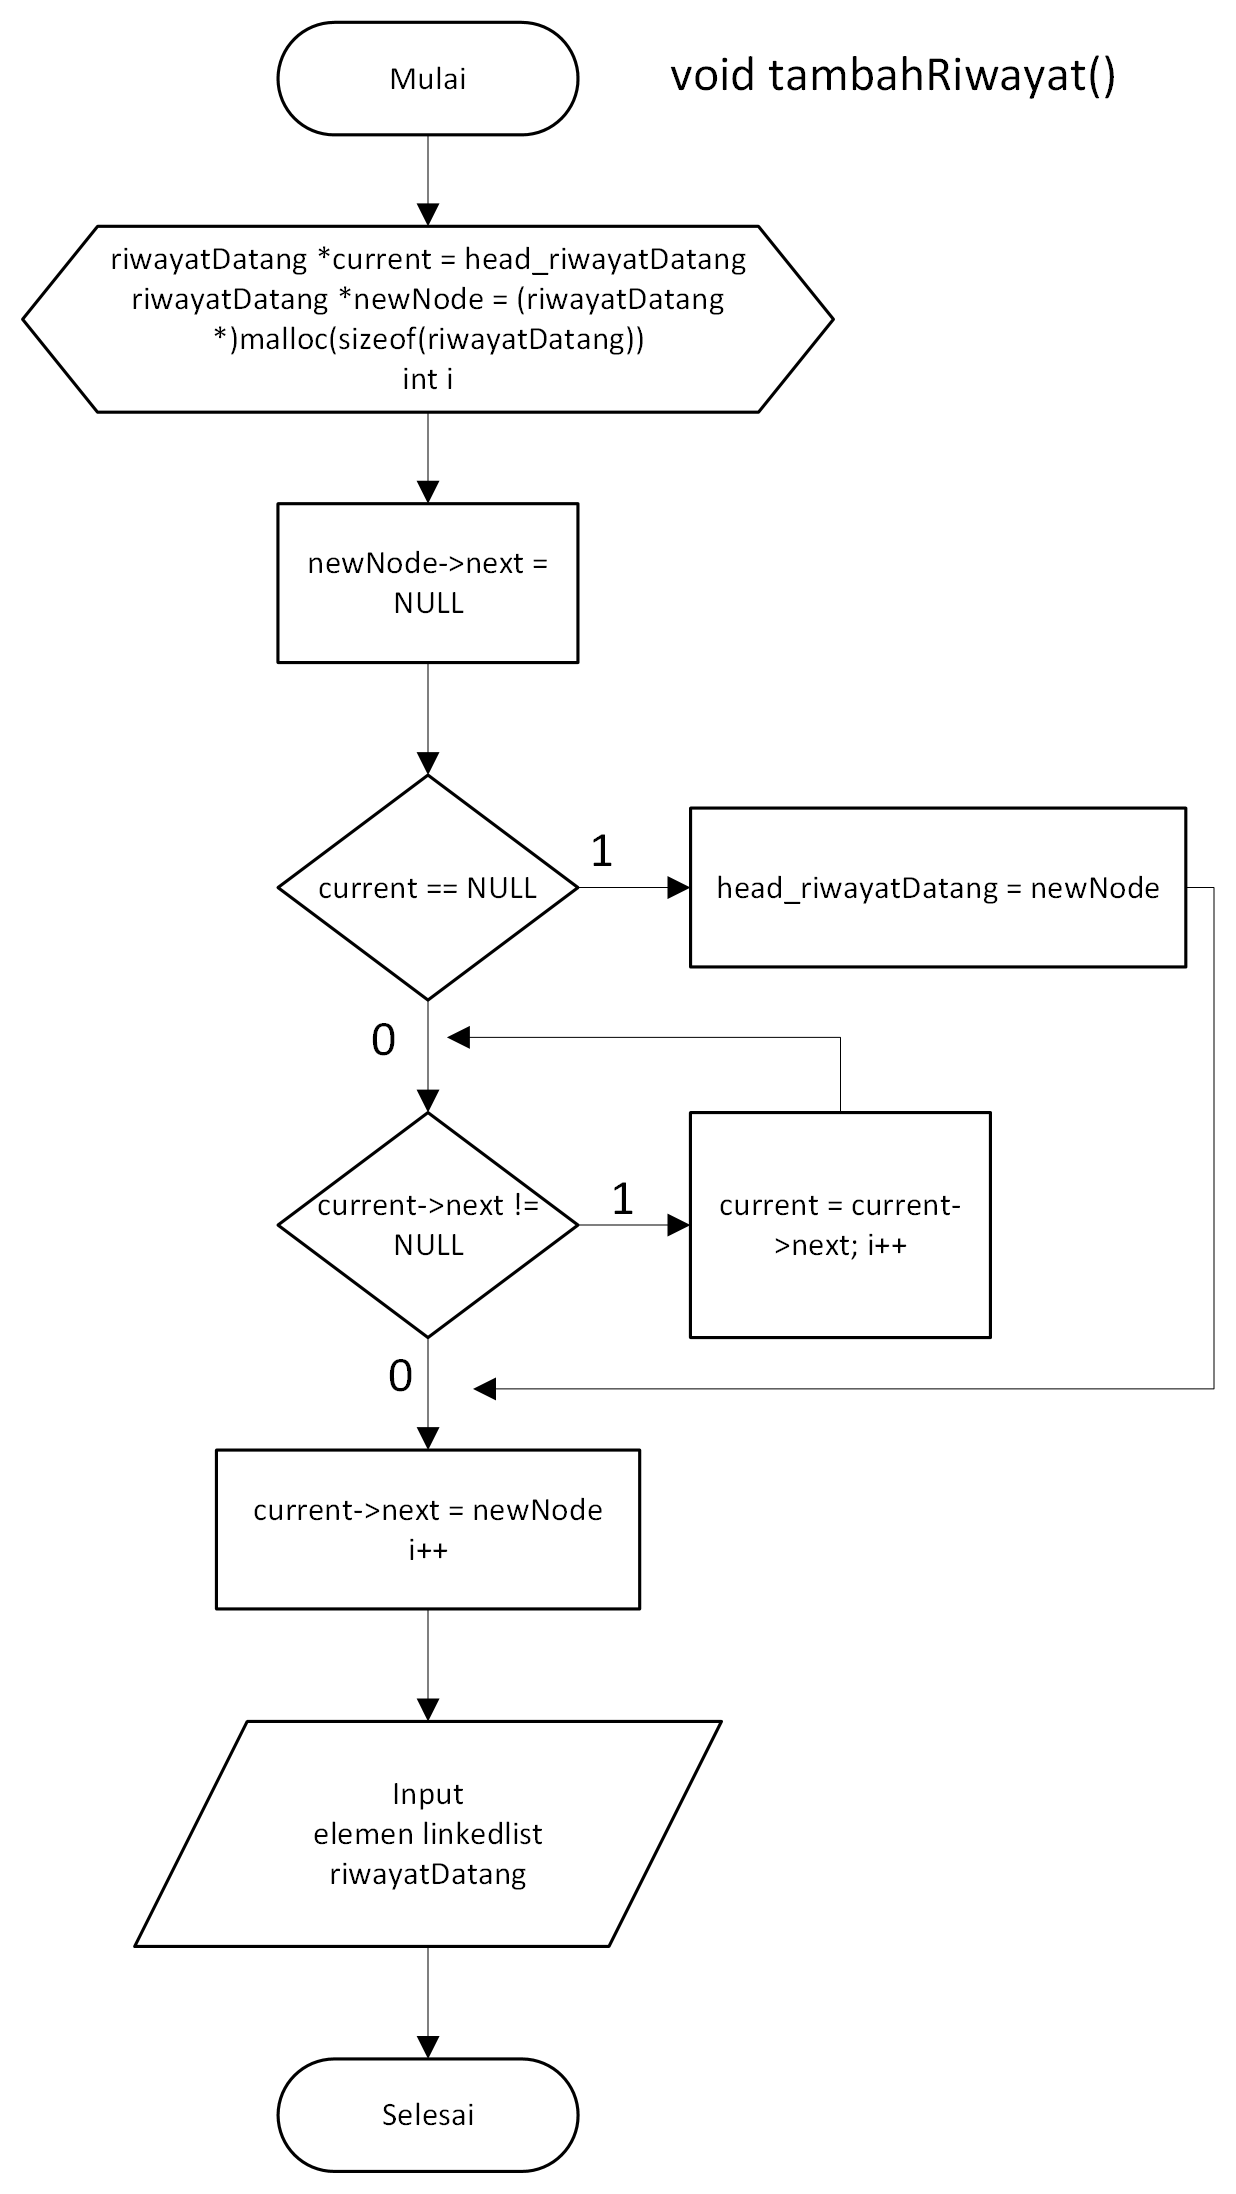 Mulai
void tambahRiwayat()
riwayatDatang *current = head_riwayatDatang
riwayatDatang *newNode = (riwayatDatang
*)malloc(sizeof(riwayatDatang))
int i
newNode->next =
NULL
current == NULL
1
head_riwayatDatang = newNode
0
current->next !=
NULL
1
current = current-
>next; i++
0
current->next = newNode
i++
Input
elemen linkedlist
riwayatDatang
Selesai